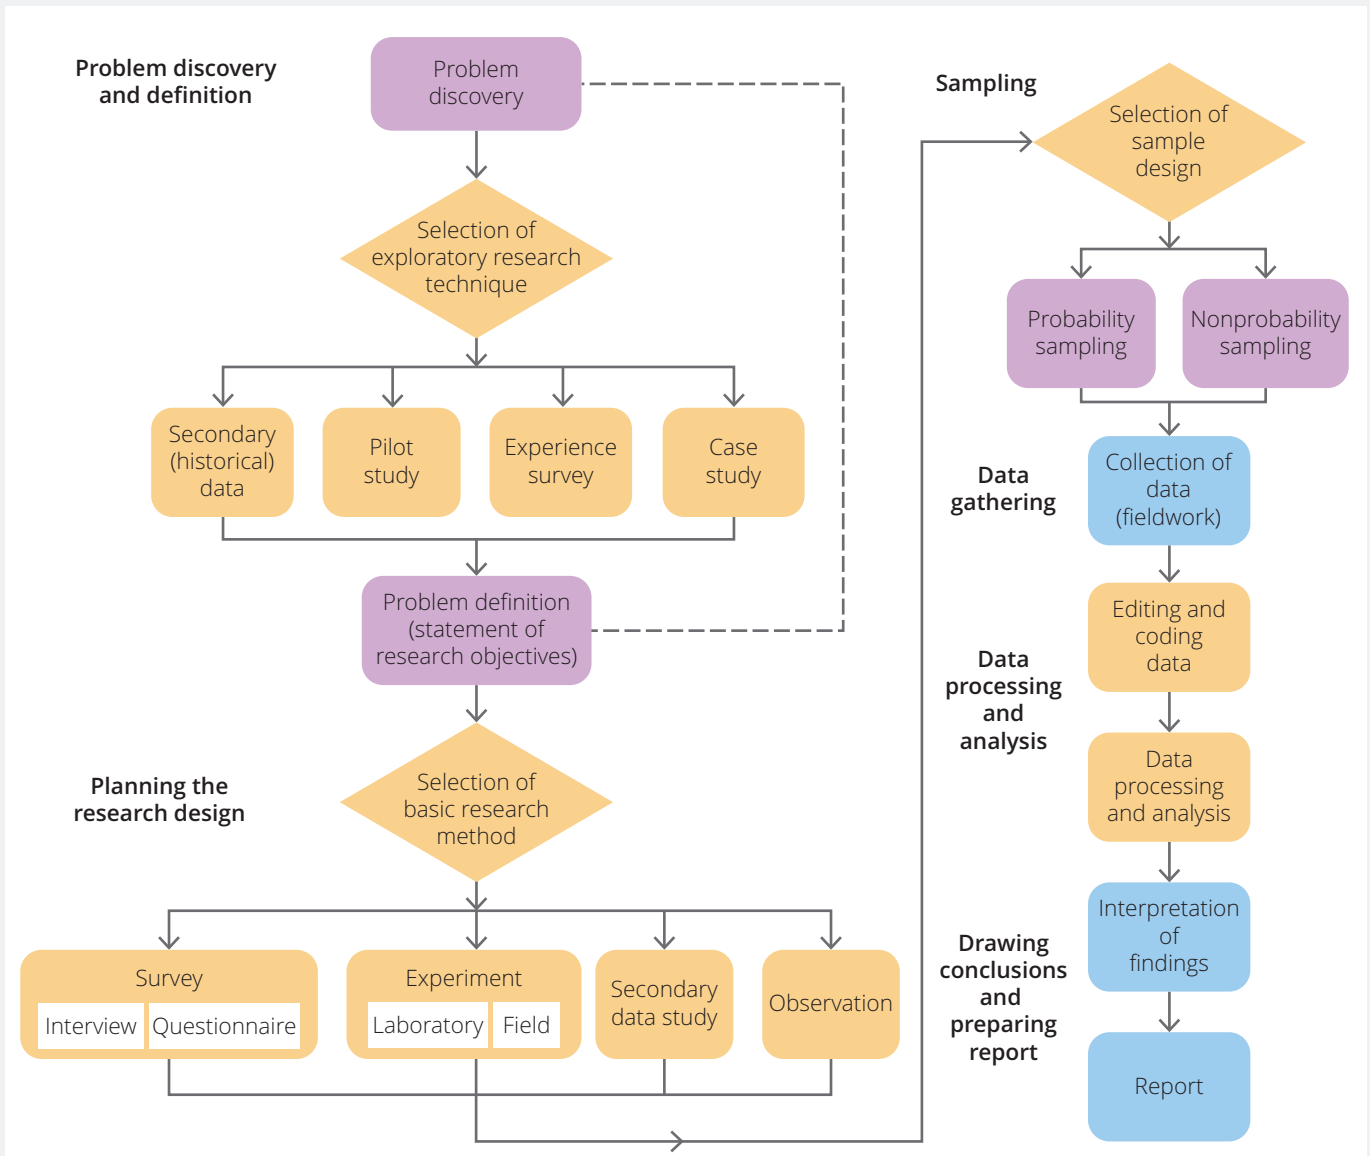 Problem discovery
and definition
Problem
discovery
Selection of
exploratory research
technique
Secondary
(historical)
data
Pilot
study
Experience
survey
Case
study
Problem definition
(statement of
research objectives)
Planning the
research design
Selection of
basic research
method
Survey
Interview
Questionnaire
Experiment
Laboratory
Field
Secondary
data study
Observation
Sampling
Selection of
sample
design
Probability
sampling
Nonprobability
sampling
Data
gathering
Collection of
data
(fieldwork)
Data
processing
and
analysis
Editing and
coding
data
Data
processing
and analysis
Drawing
conclusions
and
preparing
report
Interpretation
of
findings
Report